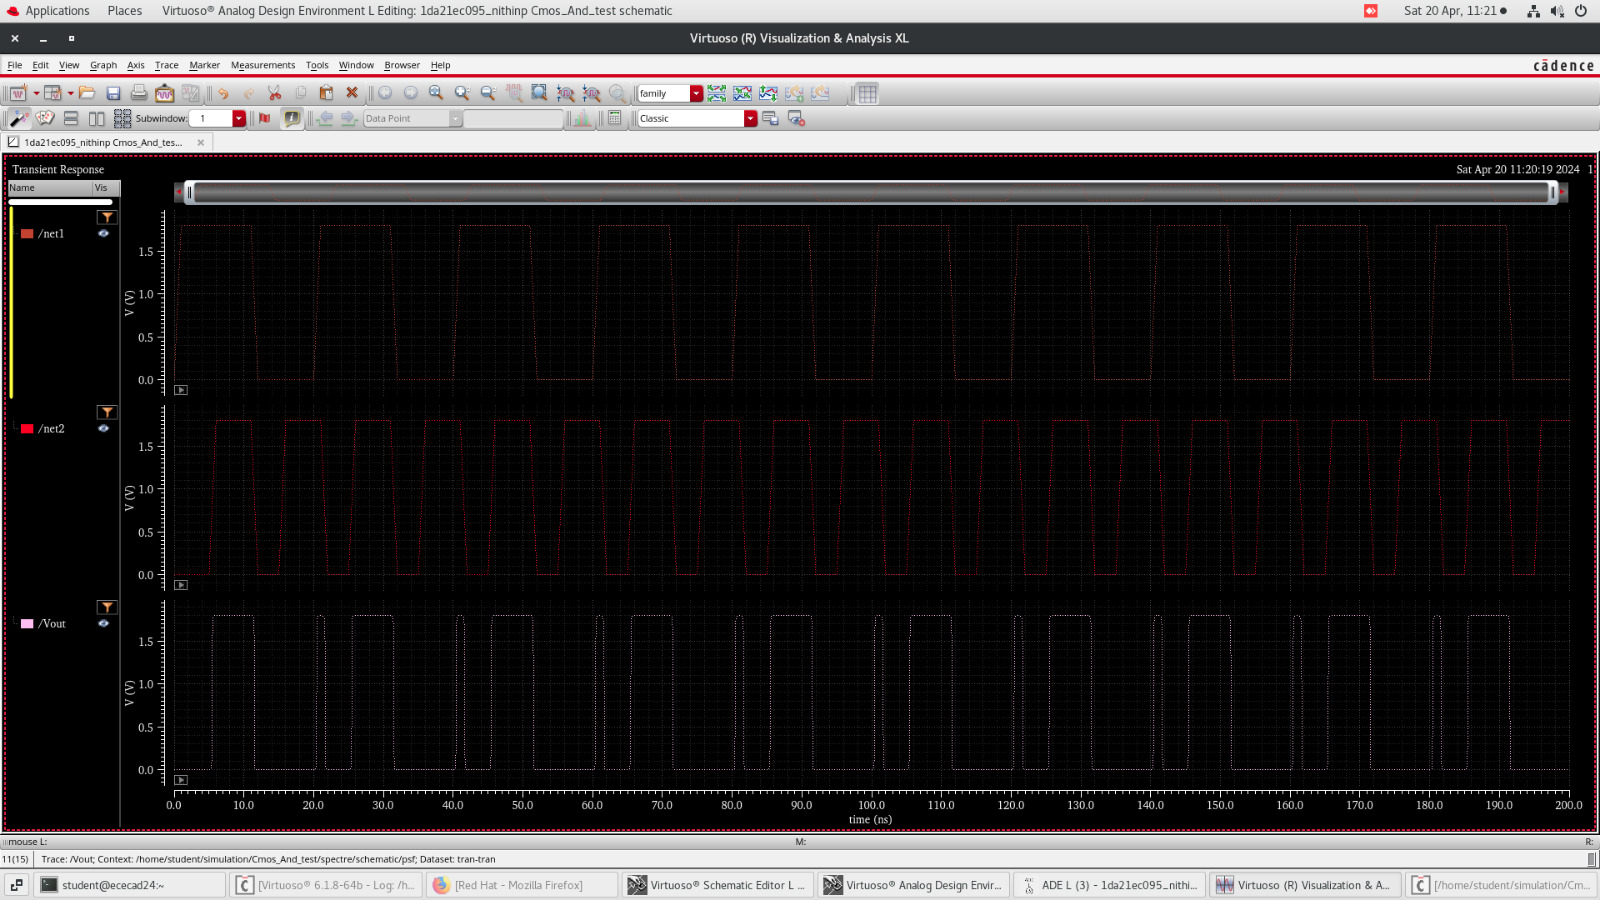 Applications Places Virtuoso® Analog Design Environment L Editing: 1da21ec095_nithinp Cmos_And_test schematic Sat 20 Apr, 11:21
Virtuoso (R) Visualization & Analysis XL
File Edit View Graph Axis Trace Marker Measurements Tools Window Browser Help
cādence
family
Subwindow: 1 Data Point Classic
1da21ec095_nithinp Cmos_And_tes...
Transient Response Sat Apr 20 11:20:19 2024 1
Name Vis
/net1
V (V)
1.5
1.0
0.5
0.0
/net2
V (V)
1.5
1.0
0.5
0.0
/Vout
V (V)
1.5
1.0
0.5
0.0
0.0 10.0 20.0 30.0 40.0 50.0 60.0 70.0 80.0 90.0 100.0 110.0 120.0 130.0 140.0 150.0 160.0 170.0 180.0 190.0 200.0
time (ns)
mouse L: M: R:
11(15) Trace: /Vout; Context: /home/student/simulation/Cmos_And_test/spectre/schematic/psf; Dataset: tran-tran
student@ececad24:~ [Virtuoso® 6.1.8-64b - Log: /h... [Red Hat - Mozilla Firefox] Virtuoso® Schematic Editor L ... Virtuoso® Analog Design Envir... ADE L (3) - 1da21ec095_nithi... Virtuoso (R) Visualization & A... [/home/student/simulation/Cm...